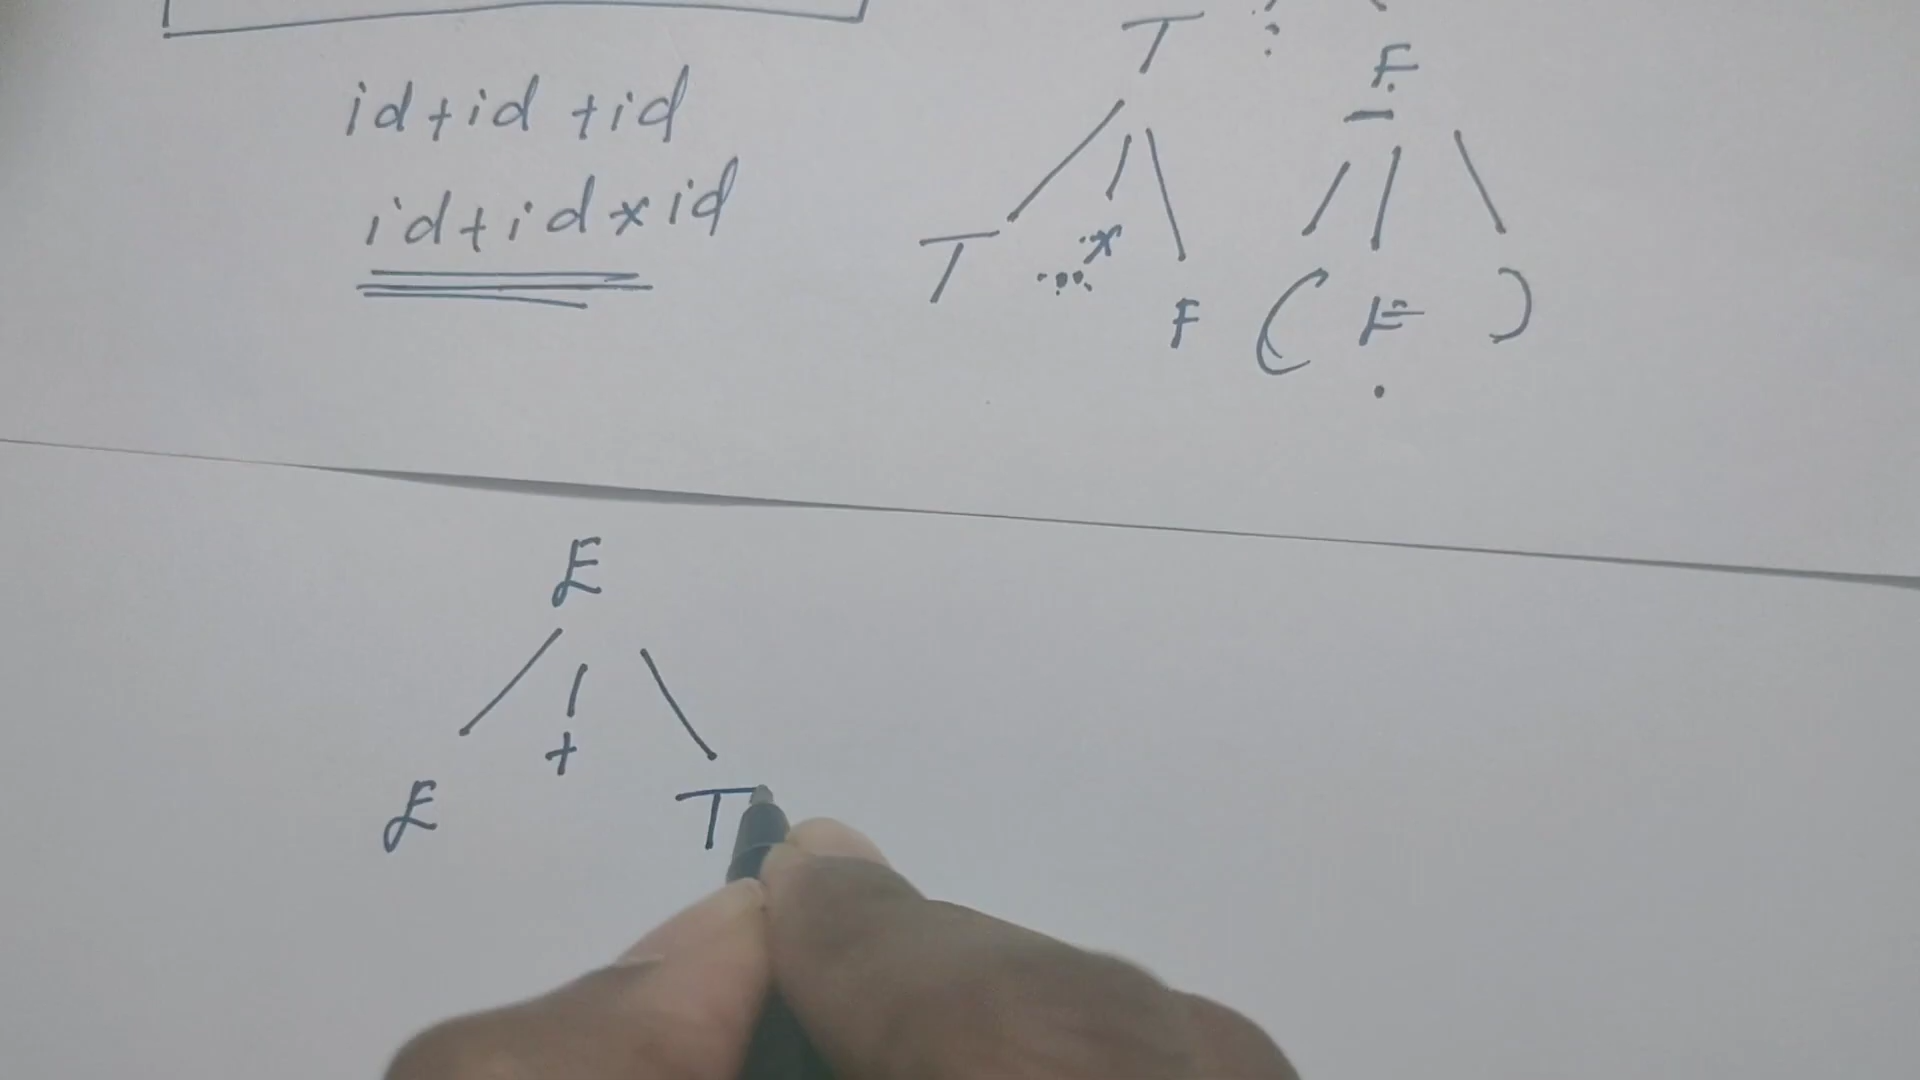 id+id+id
id+id*id
T F
T * F ( E )
E
E + T